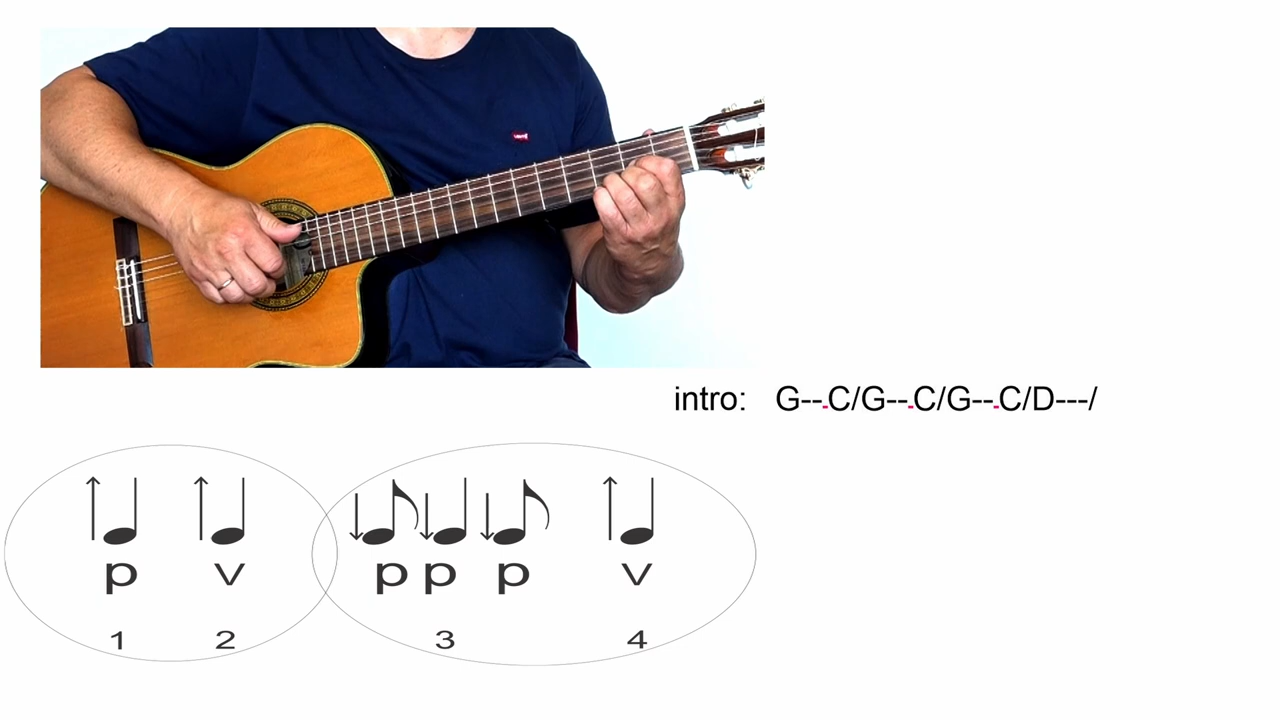 intro: G---C/G---C/G---C/D---/
p v p p p v
1 2 3 4